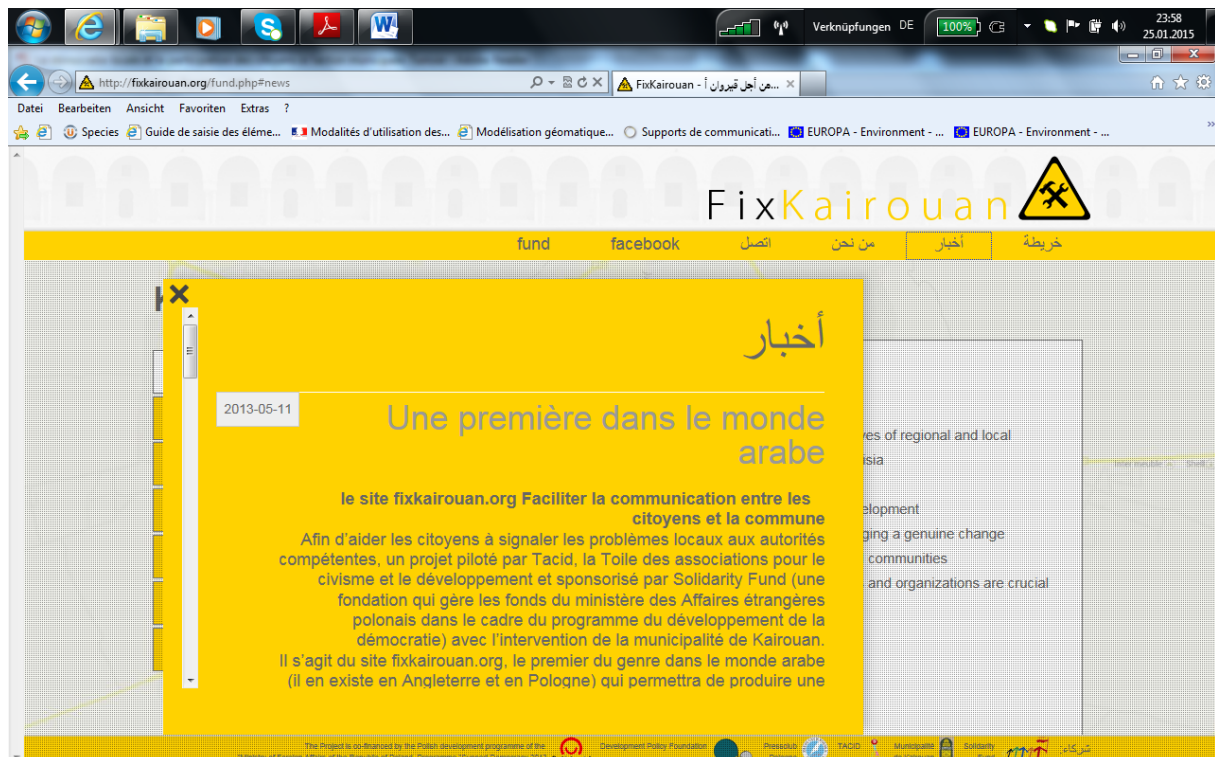 Verknüpfungen DE 100% 23:58
25.01.2015
http://fixkairouan.org/fund.php#news
FixKairouan - من أجل قيروان أ...
Datei Bearbeiten Ansicht Favoriten Extras ?
Species Guide de saisie des éléme... Modalités d'utilisation des... Modélisation géomatique... Supports de communicati... EUROPA - Environment - ... EUROPA - Environment - ...
FixKairouan
fund facebook اتصل من نحن أخبار خريطة
أخبار
2013-05-11
Une première dans le monde
arabe
le site fixkairouan.org Faciliter la communication entre les
citoyens et la commune
Afin d'aider les citoyens à signaler les problèmes locaux aux autorités
compétentes, un projet piloté par Tacid, la Toile des associations pour le
civisme et le développement et sponsorisé par Solidarity Fund (une
fondation qui gère les fonds du ministère des Affaires étrangères
polonais dans le cadre du programme du développement de la
démocratie) avec l'intervention de la municipalité de Kairouan.
Il s'agit du site fixkairouan.org, le premier du genre dans le monde arabe
(il en existe en Angleterre et en Pologne) qui permettra de produire une
of regional and local
a genuine change
communities
and organizations are crucial
The Project is co-financed by the Polish development programme of the
Development Policy Foundation
Pressclub
TACID
Municipalité
Solidarity
شركاء: